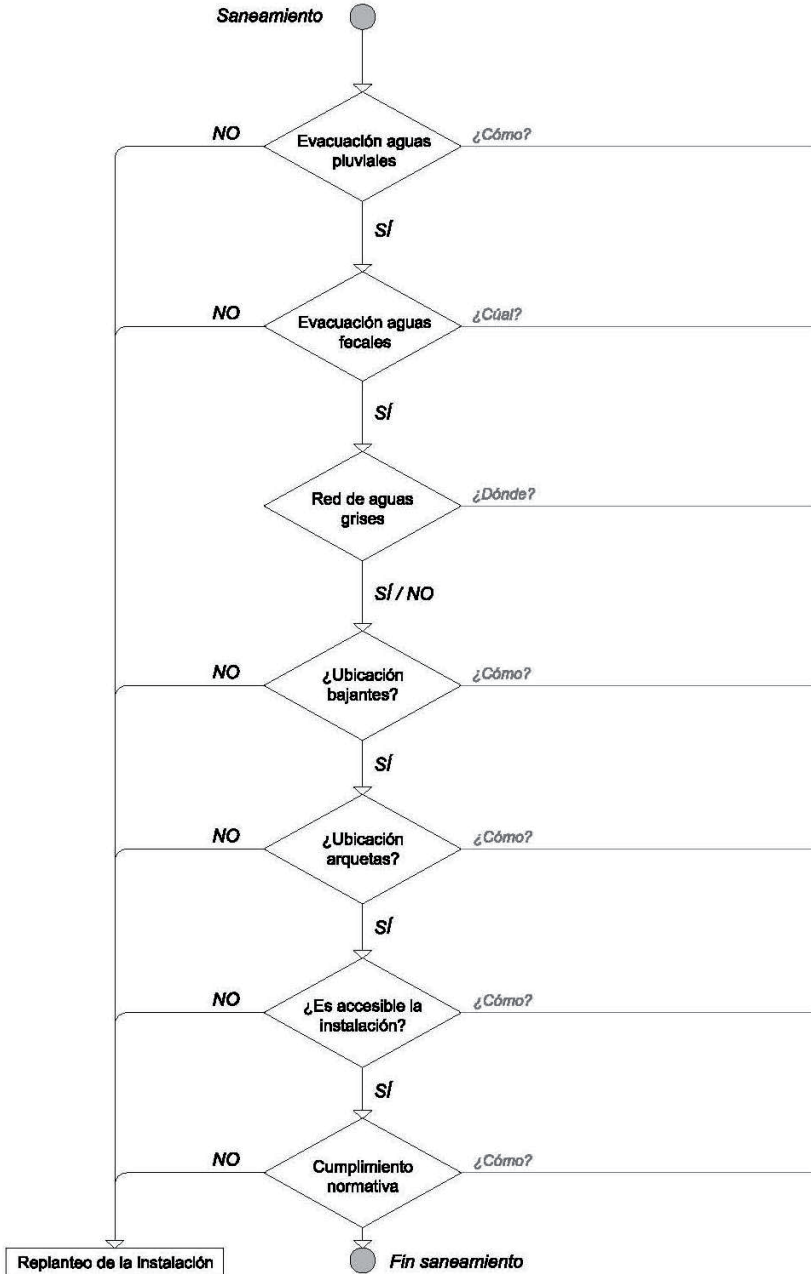 Saneamiento
NO
Evacuación aguas
pluviales
¿Cómo?
SÍ
NO
Evacuación aguas
fecales
¿Cúal?
SÍ
Red de aguas
grises
¿Dónde?
SÍ / NO
NO
¿Ubicación
bajantes?
¿Cómo?
SÍ
NO
¿Ubicación
arquetas?
¿Cómo?
SÍ
NO
¿Es accesible la
instalación?
¿Cómo?
SÍ
NO
Cumplimiento
normativa
¿Cómo?
Replanteo de la instalación
Fin saneamiento